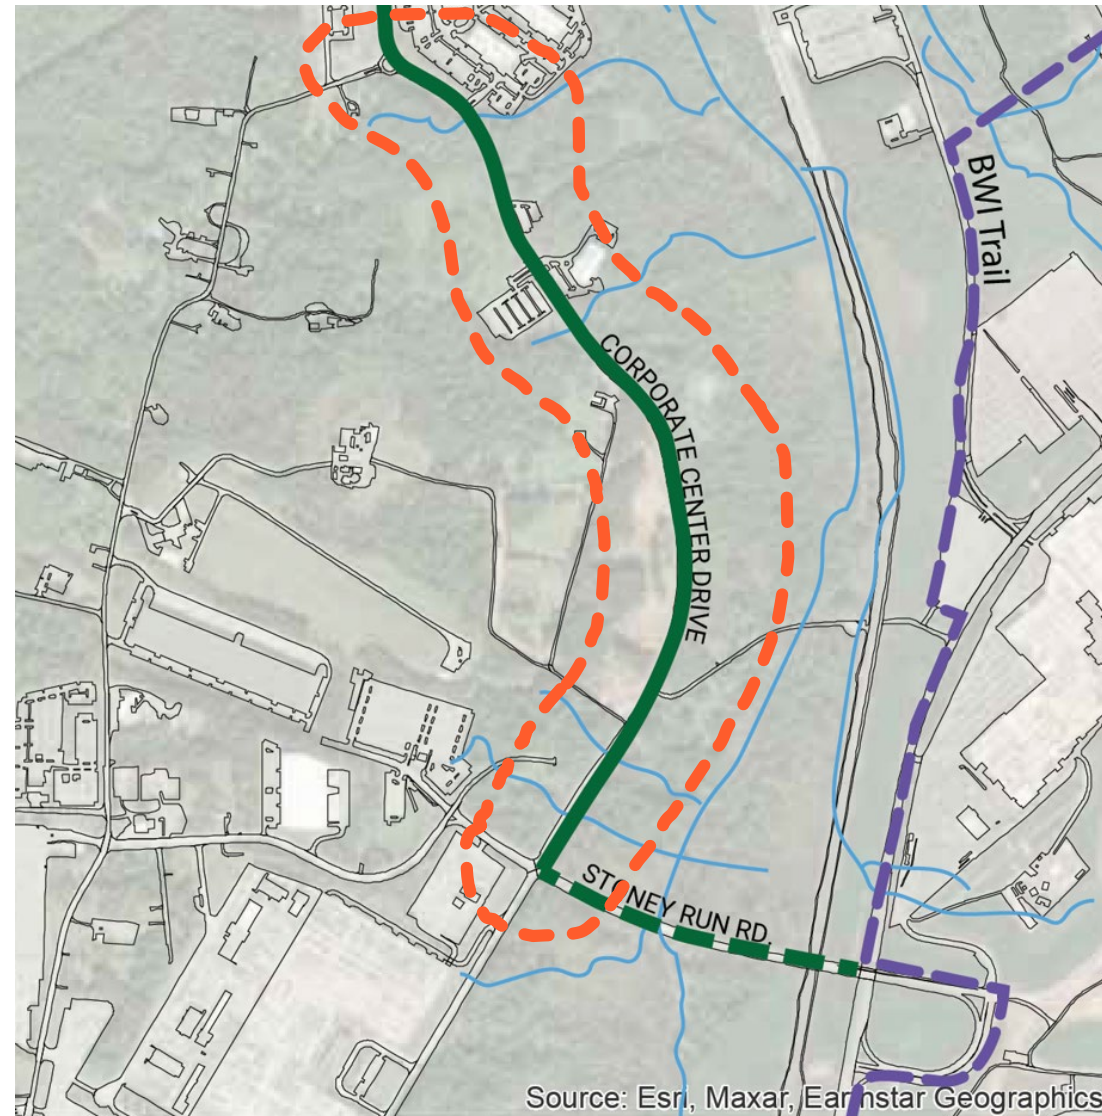 BWI Trail
CORPORATE CENTER DRIVE
STONEY RUN RD
Source: Esri, Maxar, Earthstar Geographics